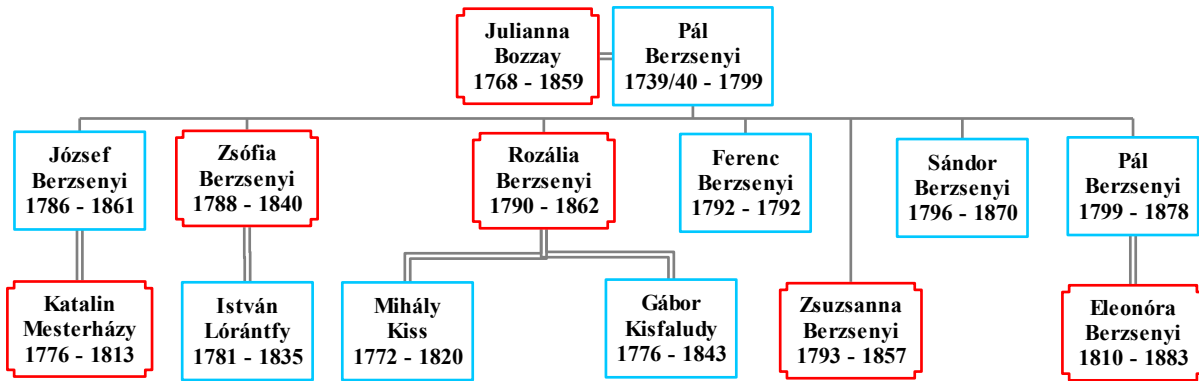 Julianna
Bozzay
1768 - 1859
Pál
Berzsenyi
1739/40 - 1799
József
Berzsenyi
1786 - 1861
Zsófia
Berzsenyi
1788 - 1840
Rozália
Berzsenyi
1790 - 1862
Ferenc
Berzsenyi
1792 - 1792
Sándor
Berzsenyi
1796 - 1870
Pál
Berzsenyi
1799 - 1878
Katalin
Mesterházy
1776 - 1813
István
Lórántfy
1781 - 1835
Mihály
Kiss
1772 - 1820
Gábor
Kisfaludy
1776 - 1843
Zsuzsanna
Berzsenyi
1793 - 1857
Eleonóra
Berzsenyi
1810 - 1883